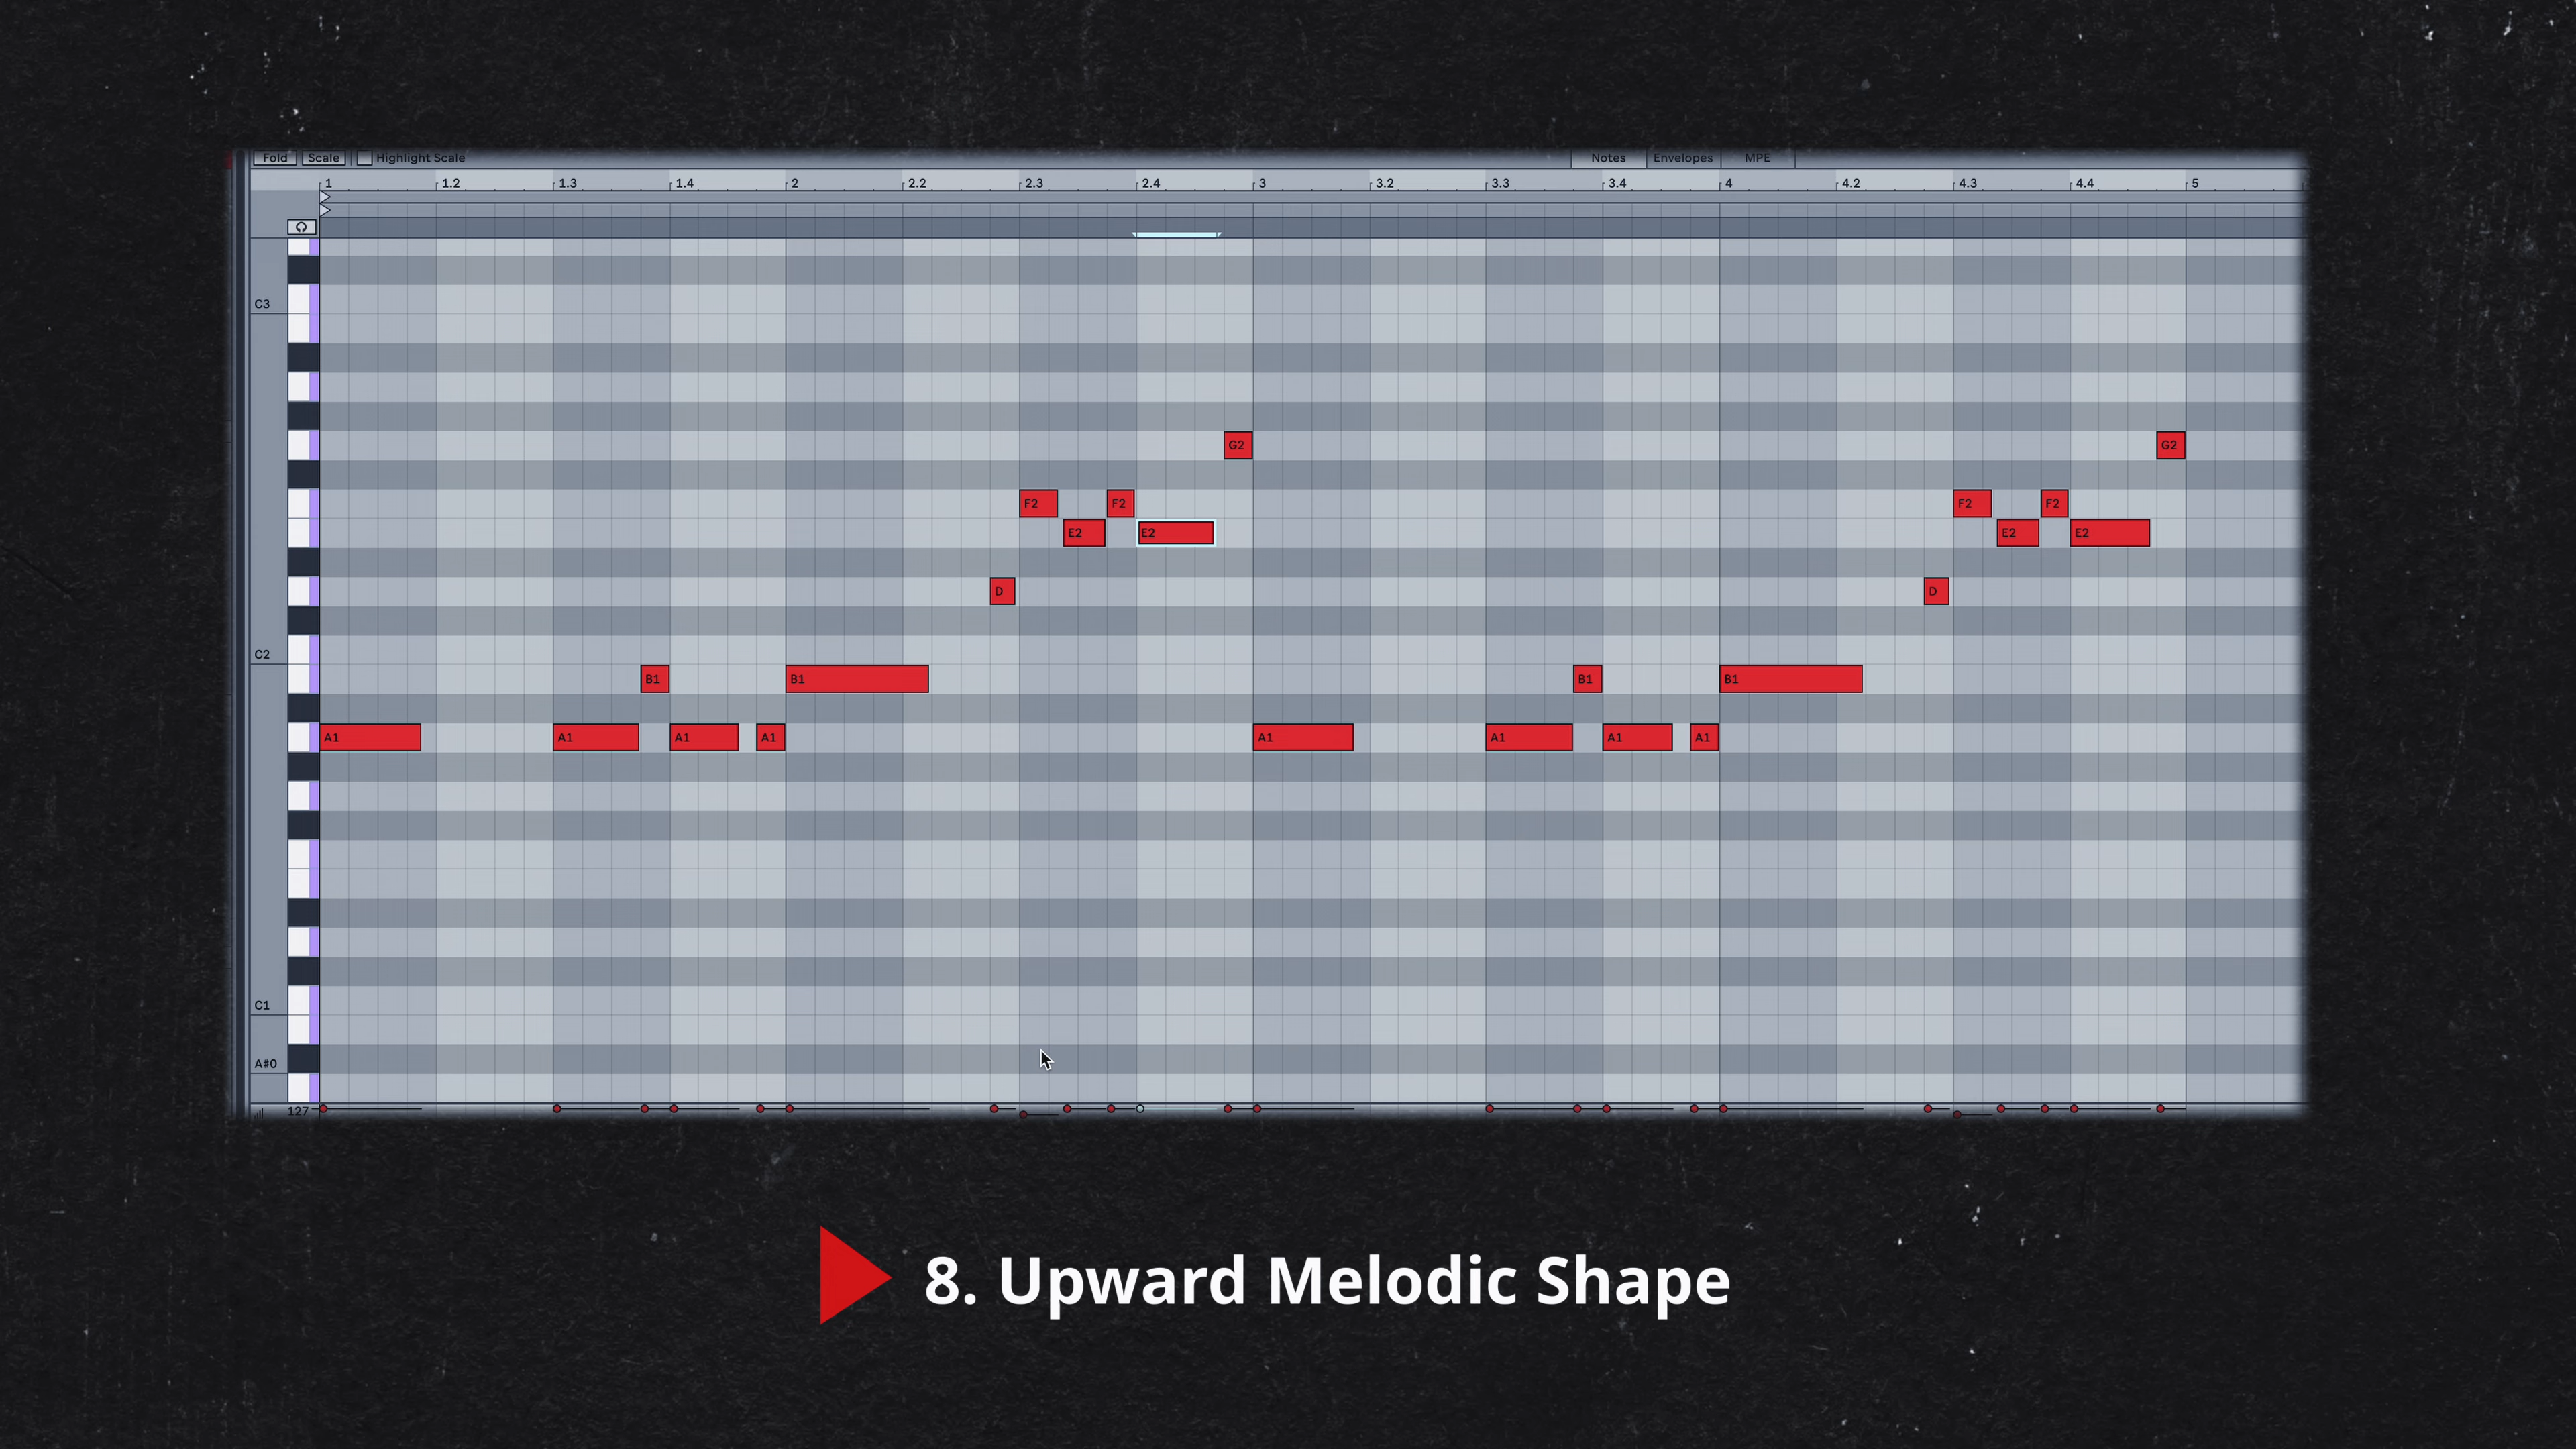 Fold Scale Highlight Scale Notes Envelopes MPE
1 1.2 1.3 1.4 2 2.2 2.3 2.4 3 3.2 3.3 3.4 4 4.2 4.3 4.4 5
C3
G2 G2
F2 F2 F2 F2
E2 E2 E2 E2
D D
C2
B1 B1 B1 B1
A1 A1 A1 A1 A1 A1 A1 A1
C1
A#0
127
8. Upward Melodic Shape